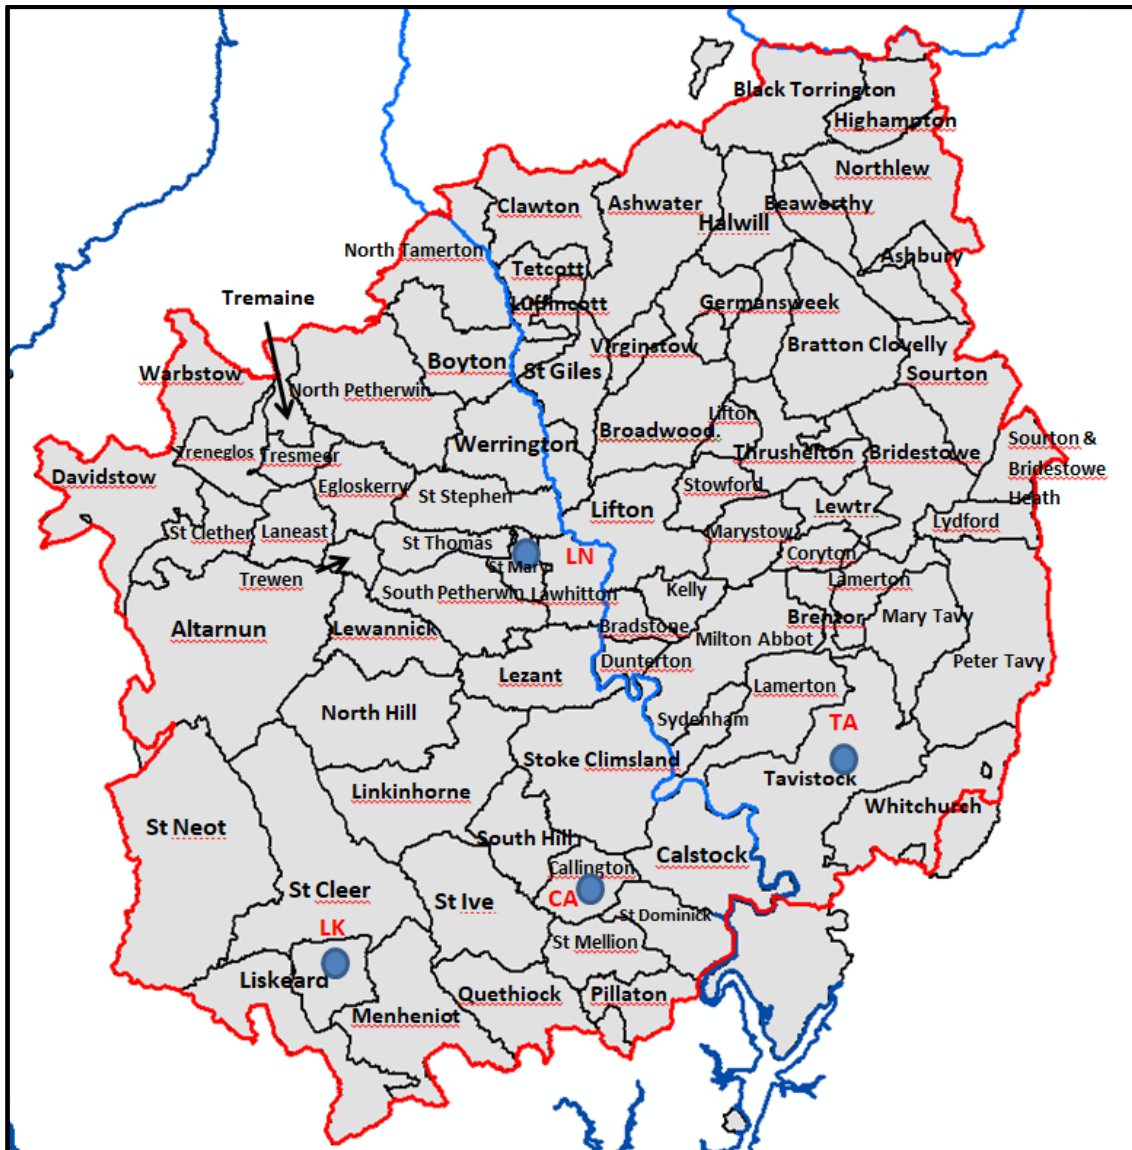 Black Torrington
Highampton
Northlew
Clawton
Ashwater
Beaworthy
Halwill
North Tamerton
Ashbury
Tetcott
Tremaine
Luffincott
Germansweek
Virginstow
Bratton Clovelly
Boyton
St Giles
Warbstow
Sourton
North Petherwin
Lifton
Broadwood.
Sourton &
Bridestowe
Heath
Werrington
Treneglos
Tresmeer
Thrushelton
Bridestowe
Davidstow
Egloskerry
St Stephen
Stowford
Lifton
Lewtr.
Lydford
St Clether
Laneast
Marystow
St Thomas
LN
Coryton
St Mary
Trewen
Lamerton
South Petherwin
Lawhitton
Kelly
Altarnun
Lewannick
Bradstone
Milton Abbot
Brentor
Mary Tavy
Dunterton
Peter Tavy
Lezant
Lamerton
North Hill
Sydenham
TA
Stoke Climsland
Tavistock
Linkinhorne
Whitchurch
St Neot
South Hill
Calstock
Callington
St Cleer
CA
St Ive
St Dominick
LK
St Mellion
Liskeard
Quethiock
Pillaton
Menheniot